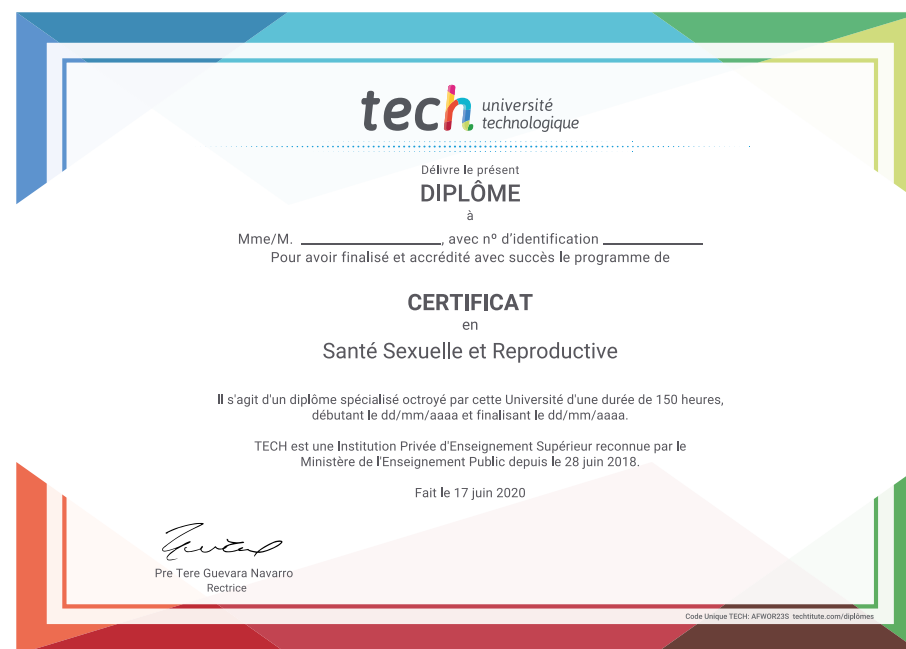 tech université
technologique
Délivre le présent
DIPLÔME
à
Mme/M. ____________________, avec nº d'identification ______________
Pour avoir finalisé et accrédité avec succès le programme de
CERTIFICAT
en
Santé Sexuelle et Reproductive
Il s'agit d'un diplôme spécialisé octroyé par cette Université d'une durée de 150 heures,
débutant le dd/mm/aaaa et finalisant le dd/mm/aaaa.
TECH est une Institution Privée d'Enseignement Supérieur reconnue par le
Ministère de l'Enseignement Public depuis le 28 juin 2018.
Fait le 17 juin 2020
Pre Tere Guevara Navarro
Rectrice
Code Unique TECH: AFWOR23S techtitute.com/diplômes